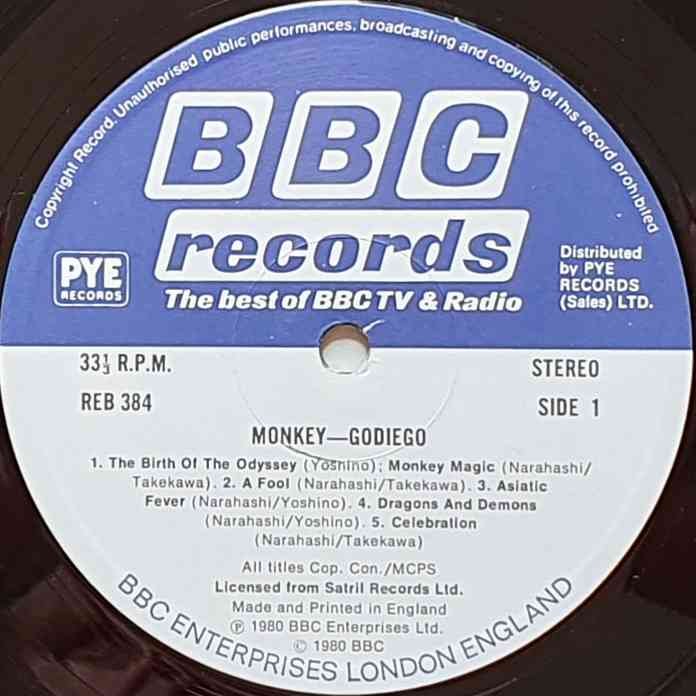 Copyright Record. Unauthorised public performances, broadcasting and copying of this record prohibited
BBC
records
The best of BBC TV & Radio
PYE
RECORDS
Distributed
by PYE
RECORDS
(Sales) LTD.
33⅓ R.P.M.
STEREO
REB 384
SIDE 1
MONKEY—GODIEGO
1. The Birth Of The Odyssey (Yoshino); Monkey Magic (Narahashi/
Takekawa). 2. A Fool (Narahashi/Takekawa). 3. Asiatic
Fever (Narahashi/Yoshino). 4. Dragons And Demons
(Narahashi/Yoshino). 5. Celebration
(Narahashi/Takekawa)
All titles Cop. Con./MCPS
Licensed from Satril Records Ltd.
Made and Printed in England
℗ 1980 BBC Enterprises Ltd.
© 1980 BBC
BBC ENTERPRISES LONDON ENGLAND